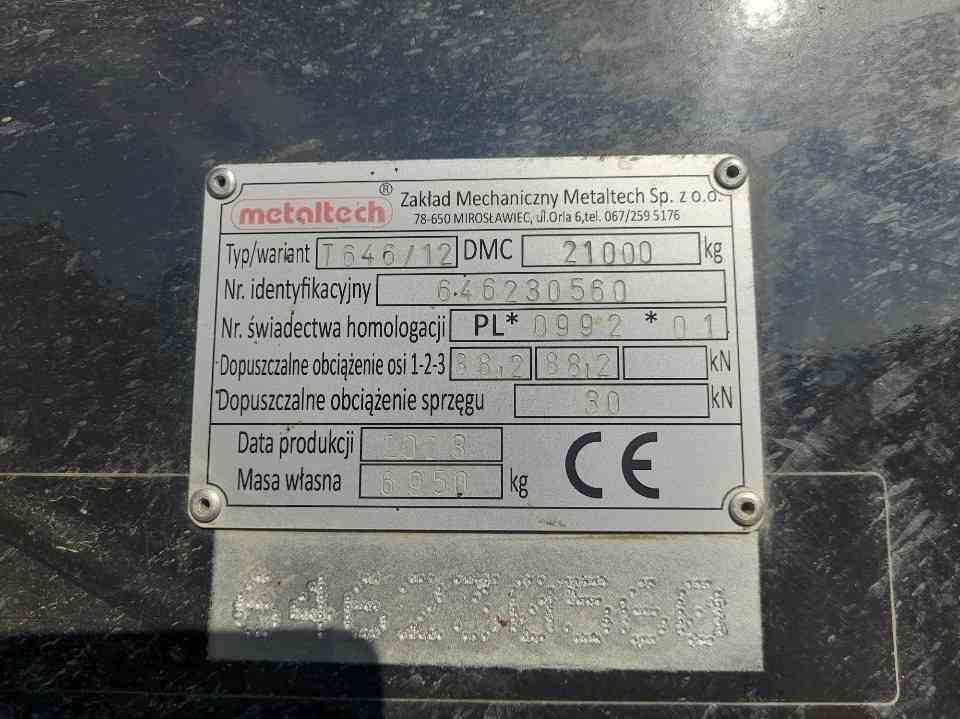 metaltech ® Zakład Mechaniczny Metaltech Sp. z o.o.
78-650 MIROSŁAWIEC, ul.Orla 6,tel. 067/259 5176
Typ/wariant T646/12 DMC 21000 kg
Nr. identyfikacyjny 646230560
Nr. świadectwa homologacji PL* 0992 * 01
Dopuszczalne obciążenie osi 1-2-3 88,2 88,2 kN
Dopuszczalne obciążenie sprzęgu 30 kN
Data produkcji 2023
Masa własna 6950 kg
CE
646230560